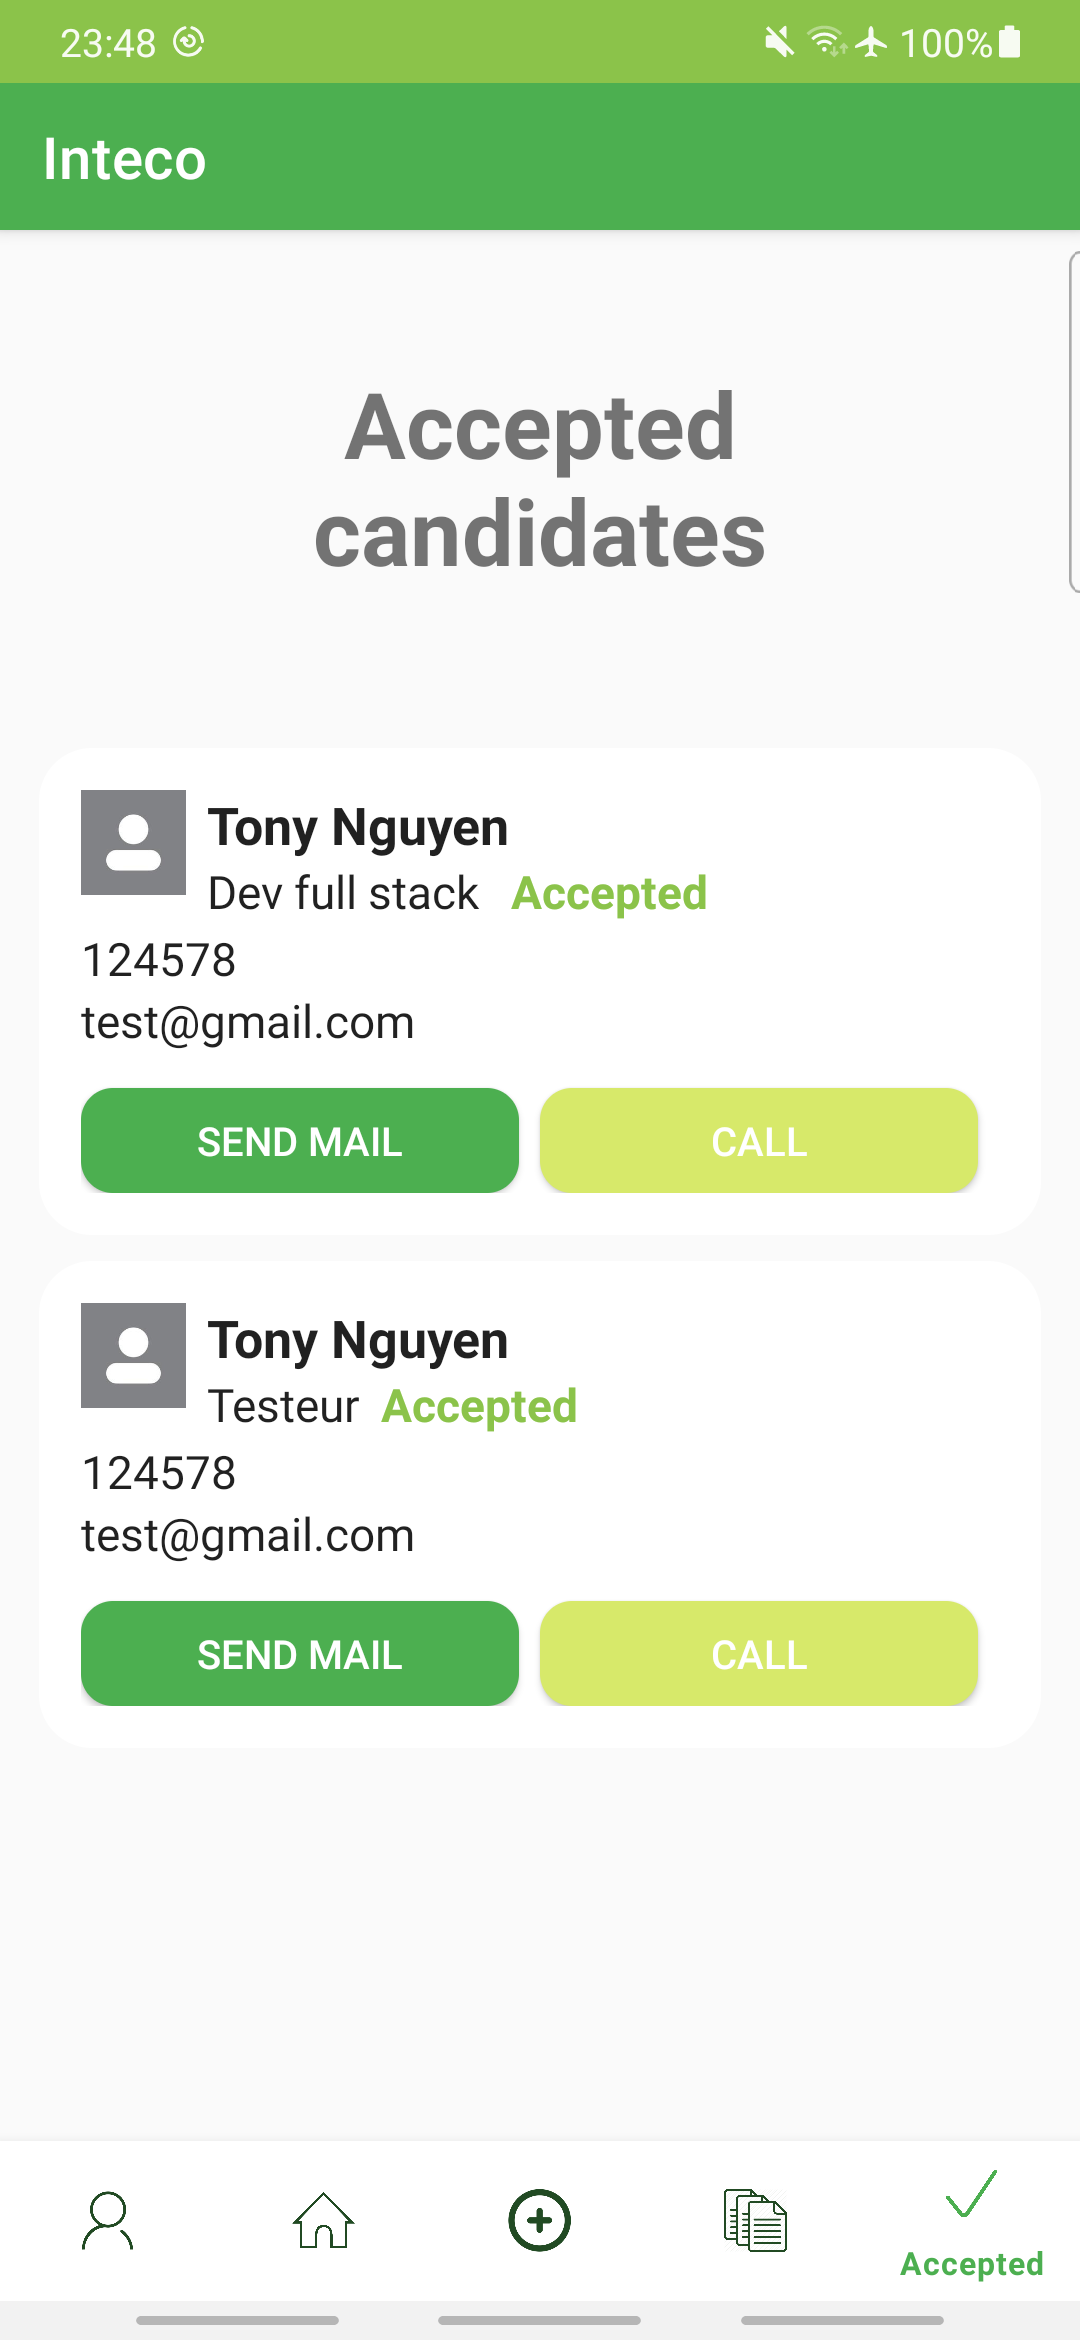 23:48 100%
Inteco
Accepted
candidates
Tony Nguyen
Dev full stack Accepted
124578
test@gmail.com
SEND MAIL CALL
Tony Nguyen
Testeur Accepted
124578
test@gmail.com
SEND MAIL CALL
Accepted